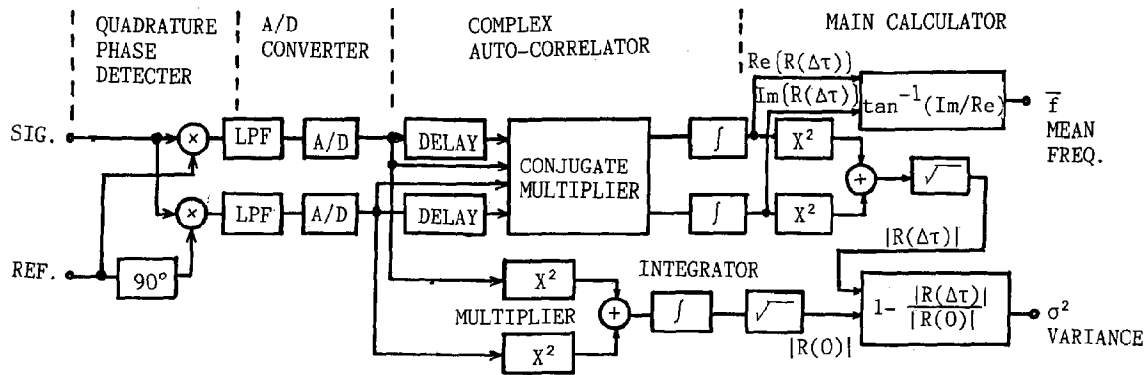 QUADRATURE
PHASE
DETECTER
A/D
CONVERTER
COMPLEX
AUTO-CORRELATOR
MAIN CALCULATOR
Re(R(Δτ))
Im(R(Δτ))
tan⁻¹(Im/Re)
f̅
MEAN
FREQ.
SIG.
×
LPF
A/D
DELAY
CONJUGATE
MULTIPLIER
∫
X²
+
√
×
LPF
A/D
DELAY
∫
X²
|R(Δτ)|
REF.
90°
X²
MULTIPLIER
X²
+
INTEGRATOR
∫
√
|R(O)|
1- |R(Δτ)|
|R(O)|
σ²
VARIANCE